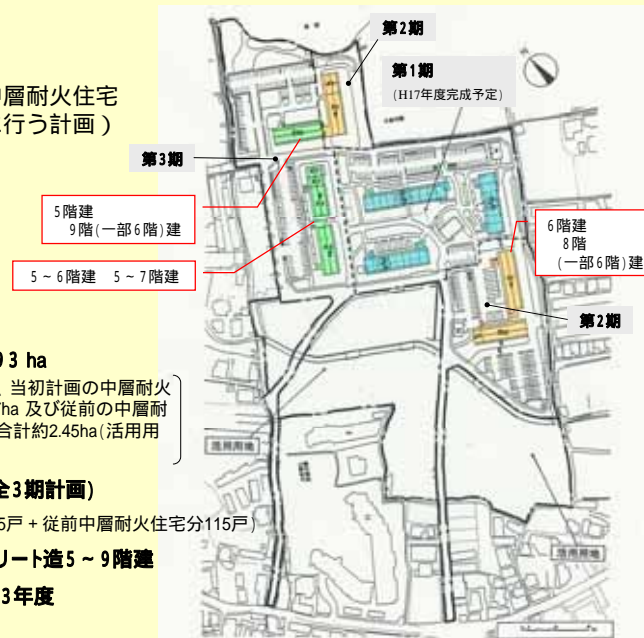 第2期
第1期
(H17年度完成予定)
層耐火住宅
行う計画）
第3期
5階建
9階(一部6階)建
5～6階建　5～7階建
6階建
8階
(一部6階)建
第2期
93 ha
、当初計画の中層耐火
ha 及び従前の中層耐
合計約2.45ha(活用用
活用用地
全3期計画)
5戸＋従前中層耐火住宅分115戸)
リート造5～9階建
活用用地
3年度